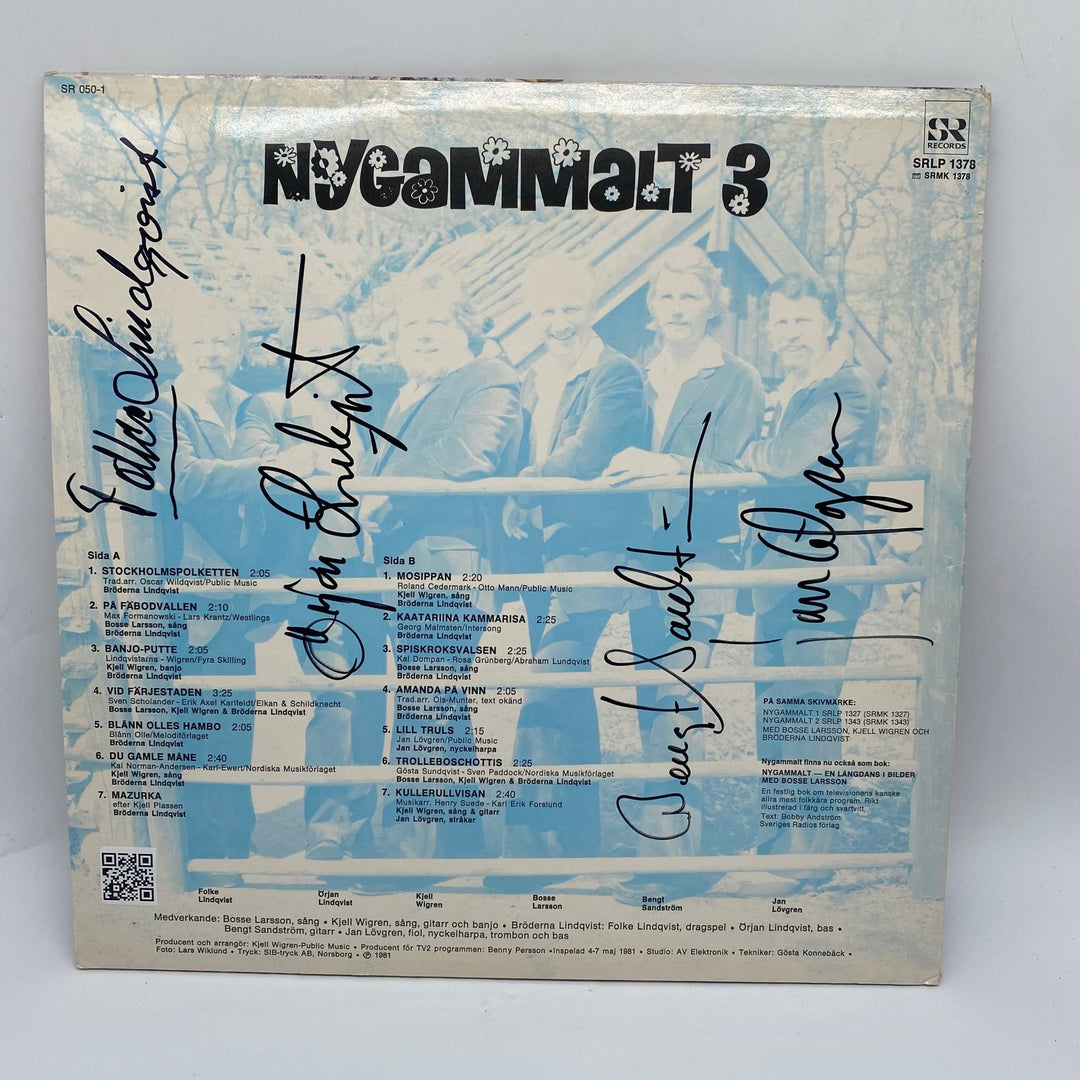 SR 050-1
SR
RECORDS
SRLP 1378
SRMK 1378
NYGAMMALT 3
Folke Lindqvist
Örjan Lindqvist
Bengt Sandström
Jan Lövgren
Sida A
1. STOCKHOLMSPOLKETTEN 2:05
Trad.arr. Oscar Wildqvist/Public Music
Bröderna Lindqvist
2. PÅ FÄBODVALLEN 2:10
Max Formanowski - Lars Krantz/Westlings
Bosse Larsson, sång
Bröderna Lindqvist
3. BANJO-PUTTE 2:05
Lindqvistarna - Wigren/Fyra Skilling
Kjell Wigren, banjo
Bröderna Lindqvist
4. VID FÄRJESTADEN 3:25
Sven Scholander - Erik Axel Karlfeldt/Elkan & Schildknecht
Bosse Larsson, Kjell Wigren & Bröderna Lindqvist
5. BLÅNN OLLES HAMBO 2:05
Blånn Olle/Melodiförlaget
Bröderna Lindqvist
6. DU GAMLE MÅNE 2:40
Kai Norman-Andersen - Karl-Ewert/Nordiska Musikförlaget
Kjell Wigren, sång
Bröderna Lindqvist
7. MAZURKA
efter Kjell Plassen
Bröderna Lindqvist
Sida B
1. MOSIPPAN 2:20
Roland Cedermark - Otto Mann/Public Music
Kjell Wigren, sång
Bröderna Lindqvist
2. KAATARIINA KAMMARISA 2:25
Georg Malmsten/Intersong
Bröderna Lindqvist
3. SPISKROKSVALSEN 2:25
Kai Dompan - Rosa Grünberg/Abraham Lundqvist
Bosse Larsson, sång
Bröderna Lindqvist
4. AMANDA PÅ VINN 2:05
Trad.arr. Ols-Munter, text okänd
Bosse Larsson, sång
Bröderna Lindqvist
5. LILL TRULS 2:15
Jan Lövgren/Public Music
Jan Lövgren, nyckelharpa
6. TROLLEBOSCHOTTIS 2:25
Gösta Sundqvist - Sven Paddock/Nordiska Musikförlaget
Bosse Larsson, Kjell Wigren & Bröderna Lindqvist
7. KULLERULLVISAN 2:40
Musikarr. Henry Suede - Karl Erik Forslund
Kjell Wigren, sång & gitarr
Jan Lövgren, stråkar
PÅ SAMMA SKIVMÄRKE:
NYGAMMALT 1 SRLP 1327 (SRMK 1327)
NYGAMMALT 2 SRLP 1343 (SRMK 1343)
MED BOSSE LARSSON, KJELL WIGREN OCH
BRÖDERNA LINDQVIST
Nygammalt finns nu också som bok:
NYGAMMALT — EN LÅNGDANS I BILDER
MED BOSSE LARSSON
En festlig bok om televisionens kanske
allra mest folkkära program. Rikt
illustrerad i färg och svartvitt.
Text: Bobby Andström
Sveriges Radios förlag
Folke
Lindqvist
Örjan
Lindqvist
Kjell
Wigren
Bosse
Larsson
Bengt
Sandström
Jan
Lövgren
Medverkande: Bosse Larsson, sång • Kjell Wigren, sång, gitarr och banjo • Bröderna Lindqvist: Folke Lindqvist, dragspel • Örjan Lindqvist, bas •
Bengt Sandström, gitarr • Jan Lövgren, fiol, nyckelharpa, trombon och bas
Producent och arrangör: Kjell Wigren-Public Music • Producent för TV2 programmen: Benny Persson • Inspelad 4-7 maj 1981 • Studio: AV Elektronik • Tekniker: Gösta Konnebäck •
Foto: Lars Wiklund • Tryck: SIB-tryck AB, Norsborg • ℗ 1981